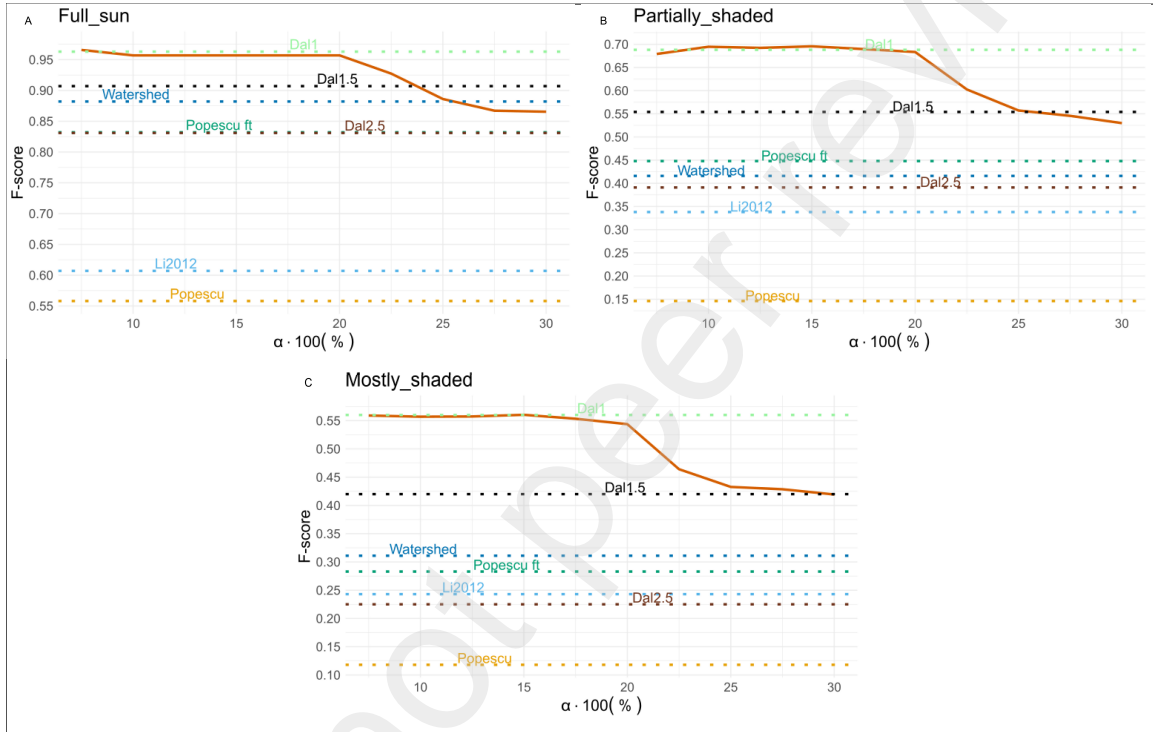 A Full_sun
F-score
0.95
0.90
0.85
0.80
0.75
0.70
0.65
0.60
0.55
Dal1
Dal1.5
Watershed
Popescu ft Dal2.5
Li2012
Popescu
10 15 20 25 30
α · 100( % )
B Partially_shaded
F-score
0.70
0.65
0.60
0.55
0.50
0.45
0.40
0.35
0.30
0.25
0.20
0.15
Dal1
Dal1.5
Popescu ft
Watershed
Dal2.5
Li2012
Popescu
10 15 20 25 30
α · 100( % )
C Mostly_shaded
F-score
0.55
0.50
0.45
0.40
0.35
0.30
0.25
0.20
0.15
0.10
Dal1
Dal1.5
Watershed
Popescu ft
Li2012
Dal2.5
Popescu
10 15 20 25 30
α · 100( % )
not peer rev